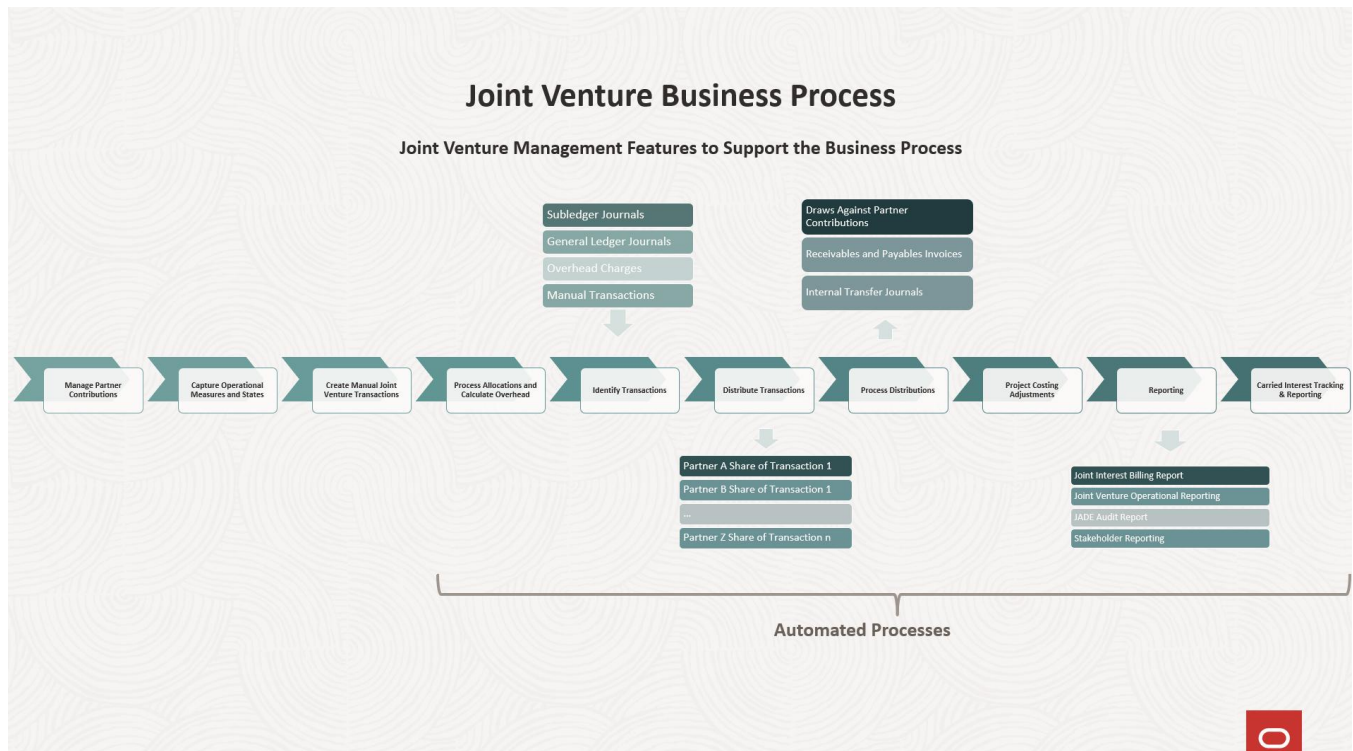 Joint Venture Business Process
Joint Venture Management Features to Support the Business Process
Subledger Journals
General Ledger Journals
Overhead Charges
Manual Transactions
Draws Against Partner
Contributions
Receivables and Payables Invoices
Internal Transfer Journals
Manage Partner
Contributions
Capture Operational
Measures and States
Create Manual Joint
Venture Transactions
Process Allocations and
Calculate Overhead
Identify Transactions
Distribute Transactions
Process Distributions
Project Costing
Adjustments
Reporting
Carried Interest Tracking
& Reporting
Partner A Share of Transaction 1
Partner B Share of Transaction 1
...
Partner Z Share of Transaction n
Joint Interest Billing Report
Joint Venture Operational Reporting
JADE Audit Report
Stakeholder Reporting
Automated Processes